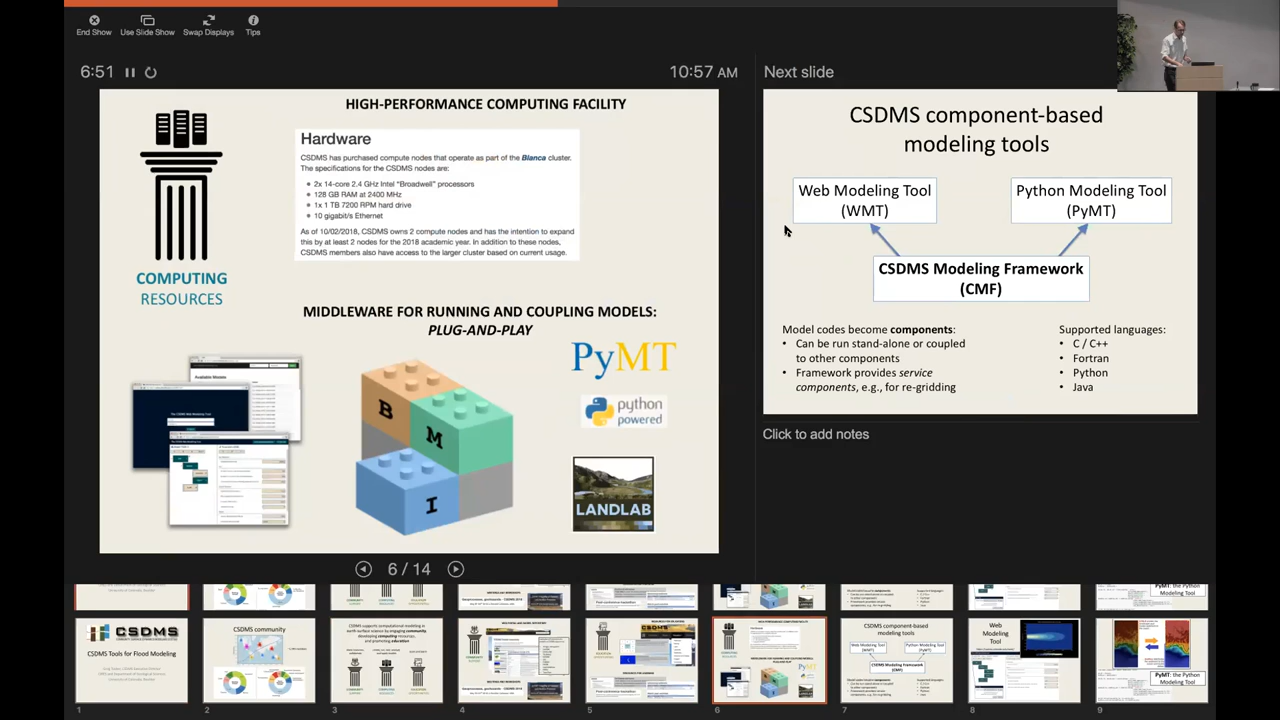 End Show
Use Slide Show
Swap Displays
Tips
6:51
10:57 AM
Next slide
HIGH-PERFORMANCE COMPUTING FACILITY
Hardware
CSDMS has purchased compute nodes that operate as part of the Blanca cluster.
The specifications for the CSDMS nodes are:
2x 14-core 2.4 GHz Intel "Broadwell" processors
128 GB RAM at 2400 MHz
1x 1 TB 7200 RPM hard drive
10 gigabit/s Ethernet
As of 10/02/2018, CSDMS owns 2 compute nodes and has the intention to expand
this by at least 2 nodes for the 2018 academic year. In addition to these nodes,
CSDMS members also have access to the larger cluster based on current usage.
COMPUTING
RESOURCES
MIDDLEWARE FOR RUNNING AND COUPLING MODELS:
PLUG-AND-PLAY
B
M
I
PyMT
python
powered
LANDLAB
CSDMS component-based
modeling tools
Web Modeling Tool
(WMT)
Python Modeling Tool
(PyMT)
CSDMS Modeling Framework
(CMF)
Model codes become components:
• Can be run stand-alone or coupled
to other components
• Framework provides service
components, e.g., for re-gridding
Supported languages:
• C / C++
• Fortran
• Python
• Java
Click to add notes
6 / 14
CSDMS
CSDMS Tools for Flood Modeling
CSDMS community
CSDMS component-based
modeling tools
Web
Modeling
Tool
PyMT: the Python
Modeling Tool
1
2
3
4
5
6
7
8
9